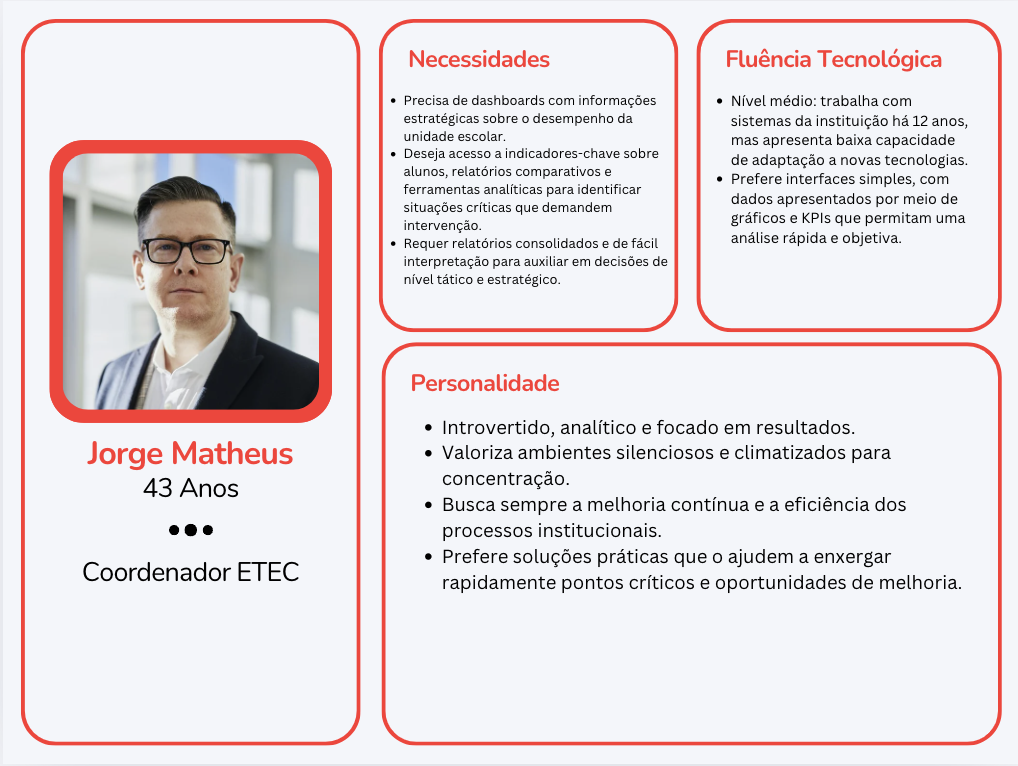 Jorge Matheus
43 Anos
Coordenador ETEC
Necessidades
Precisa de dashboards com informações
estratégicas sobre o desempenho da
unidade escolar.
Deseja acesso a indicadores-chave sobre
alunos, relatórios comparativos e
ferramentas analíticas para identificar
situações críticas que demandem
intervenção.
Requer relatórios consolidados e de fácil
interpretação para auxiliar em decisões de
nível tático e estratégico.
Fluência Tecnológica
Nível médio: trabalha com
sistemas da instituição há 12 anos,
mas apresenta baixa capacidade
de adaptação a novas tecnologias.
Prefere interfaces simples, com
dados apresentados por meio de
gráficos e KPIs que permitam uma
análise rápida e objetiva.
Personalidade
Introvertido, analítico e focado em resultados.
Valoriza ambientes silenciosos e climatizados para
concentração.
Busca sempre a melhoria contínua e a eficiência dos
processos institucionais.
Prefere soluções práticas que o ajudem a enxergar
rapidamente pontos críticos e oportunidades de melhoria.